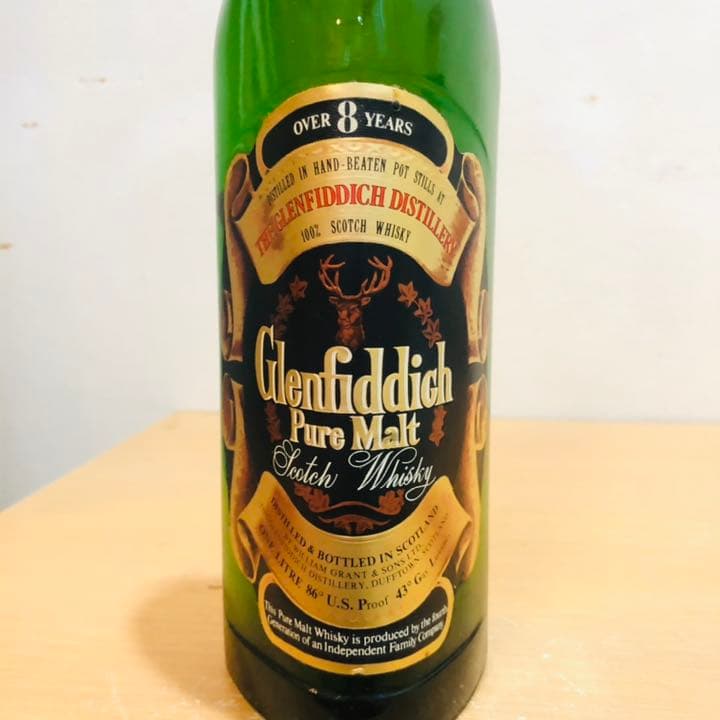 OVER 8 YEARS
DISTILLED IN HAND-BEATEN POT STILLS AT
THE GLENFIDDICH DISTILLERY
100% SCOTCH WHISKY
Glenfiddich
Pure Malt
Scotch Whisky
DISTILLED & BOTTLED IN SCOTLAND
BY WILLIAM GRANT & SONS LTD.
DISTILLERY, DUFFTOWN, SCOTLAND
LITRE 86° U.S. PROOF 43°
This Pure Malt Whisky is produced by the fourth
Generation of an Independent Family Company